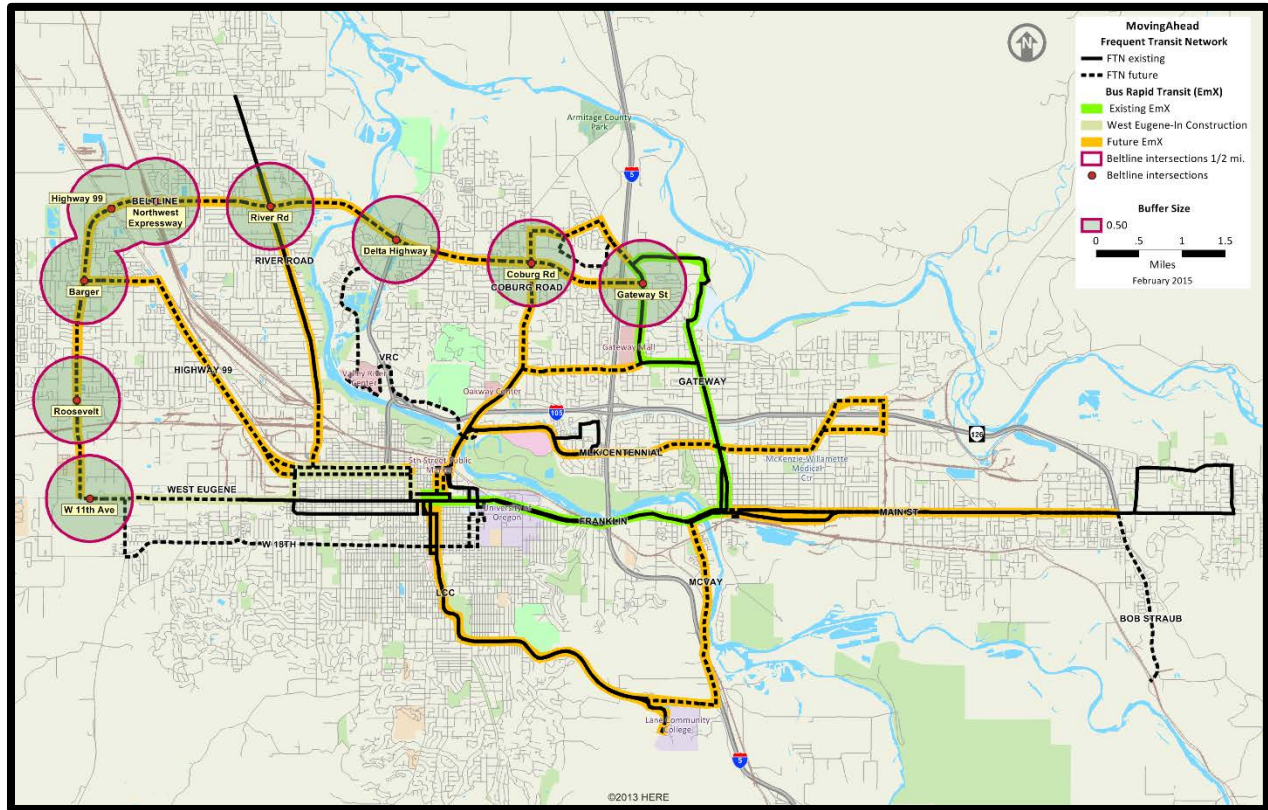 MovingAhead
Frequent Transit Network
FTN existing
FTN future
Bus Rapid Transit (EmX)
Existing EmX
West Eugene-In Construction
Future EmX
Beltline intersections 1/2 mi.
Beltline intersections
Buffer Size
0.50
0 .5 1 1.5
Miles
February 2015
N
Armitage County
Park
5
Highway 99
BELTLINE
Northwest
Expressway
River Rd
Delta Highway
RIVER ROAD
Coburg Rd
COBURG ROAD
Barger
Gateway St
Gateway Mall
HIGHWAY 99
VRC
Valley River
Center
GATEWAY
Oakway Center
Roosevelt
105
126
5th Street Public
MLK CENTENNIAL
McKenzie-Willamette
Medical
Ctr
WEST EUGENE
W 11th Ave
University of
Oregon
FRANKLIN
MAIN ST
W 18TH
MCVAY
LCC
BOB STRAUB
Lane Community
College
5
©2013 HERE